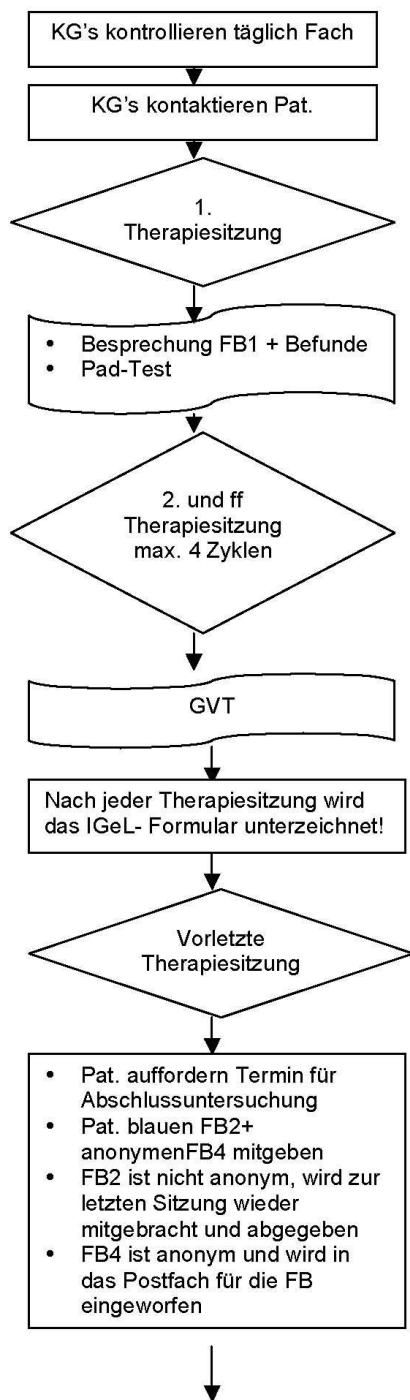 KG's kontrollieren täglich Fach
KG's kontaktieren Pat.
1.
Therapiesitzung
• Besprechung FB1 + Befunde
• Pad-Test
2. und ff
Therapiesitzung
max. 4 Zyklen
GVT
Nach jeder Therapiesitzung wird
das IGeL- Formular unterzeichnet!
Vorletzte
Therapiesitzung
• Pat. auffordern Termin für
Abschlussuntersuchung
• Pat. blauen FB2+
anonymenFB4 mitgeben
• FB2 ist nicht anonym, wird zur
letzten Sitzung wieder
mitgebracht und abgegeben
• FB4 ist anonym und wird in
das Postfach für die FB
eingeworfen